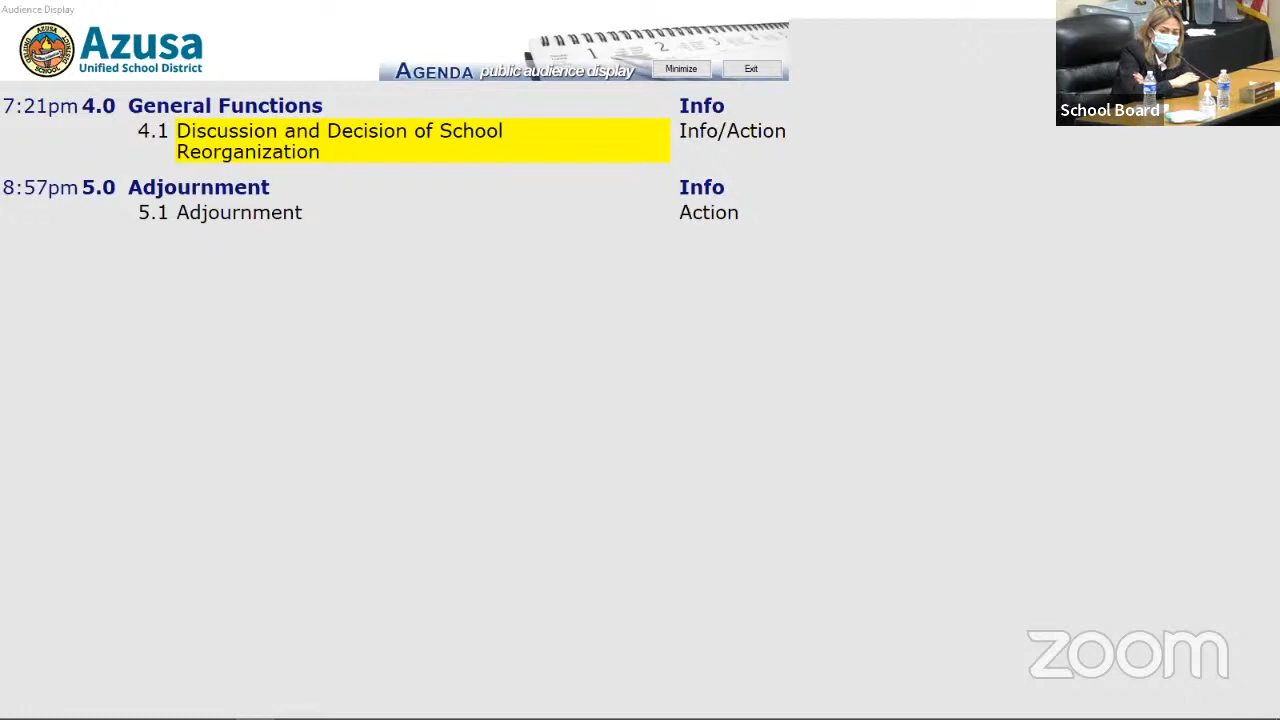 Audience Display
Azusa
Unified School District
AGENDA public audience display
Minimize
Exit
School Board
7:21pm 4.0 General Functions Info
4.1 Discussion and Decision of School Info/Action
Reorganization
8:57pm 5.0 Adjournment Info
5.1 Adjournment Action
zoom